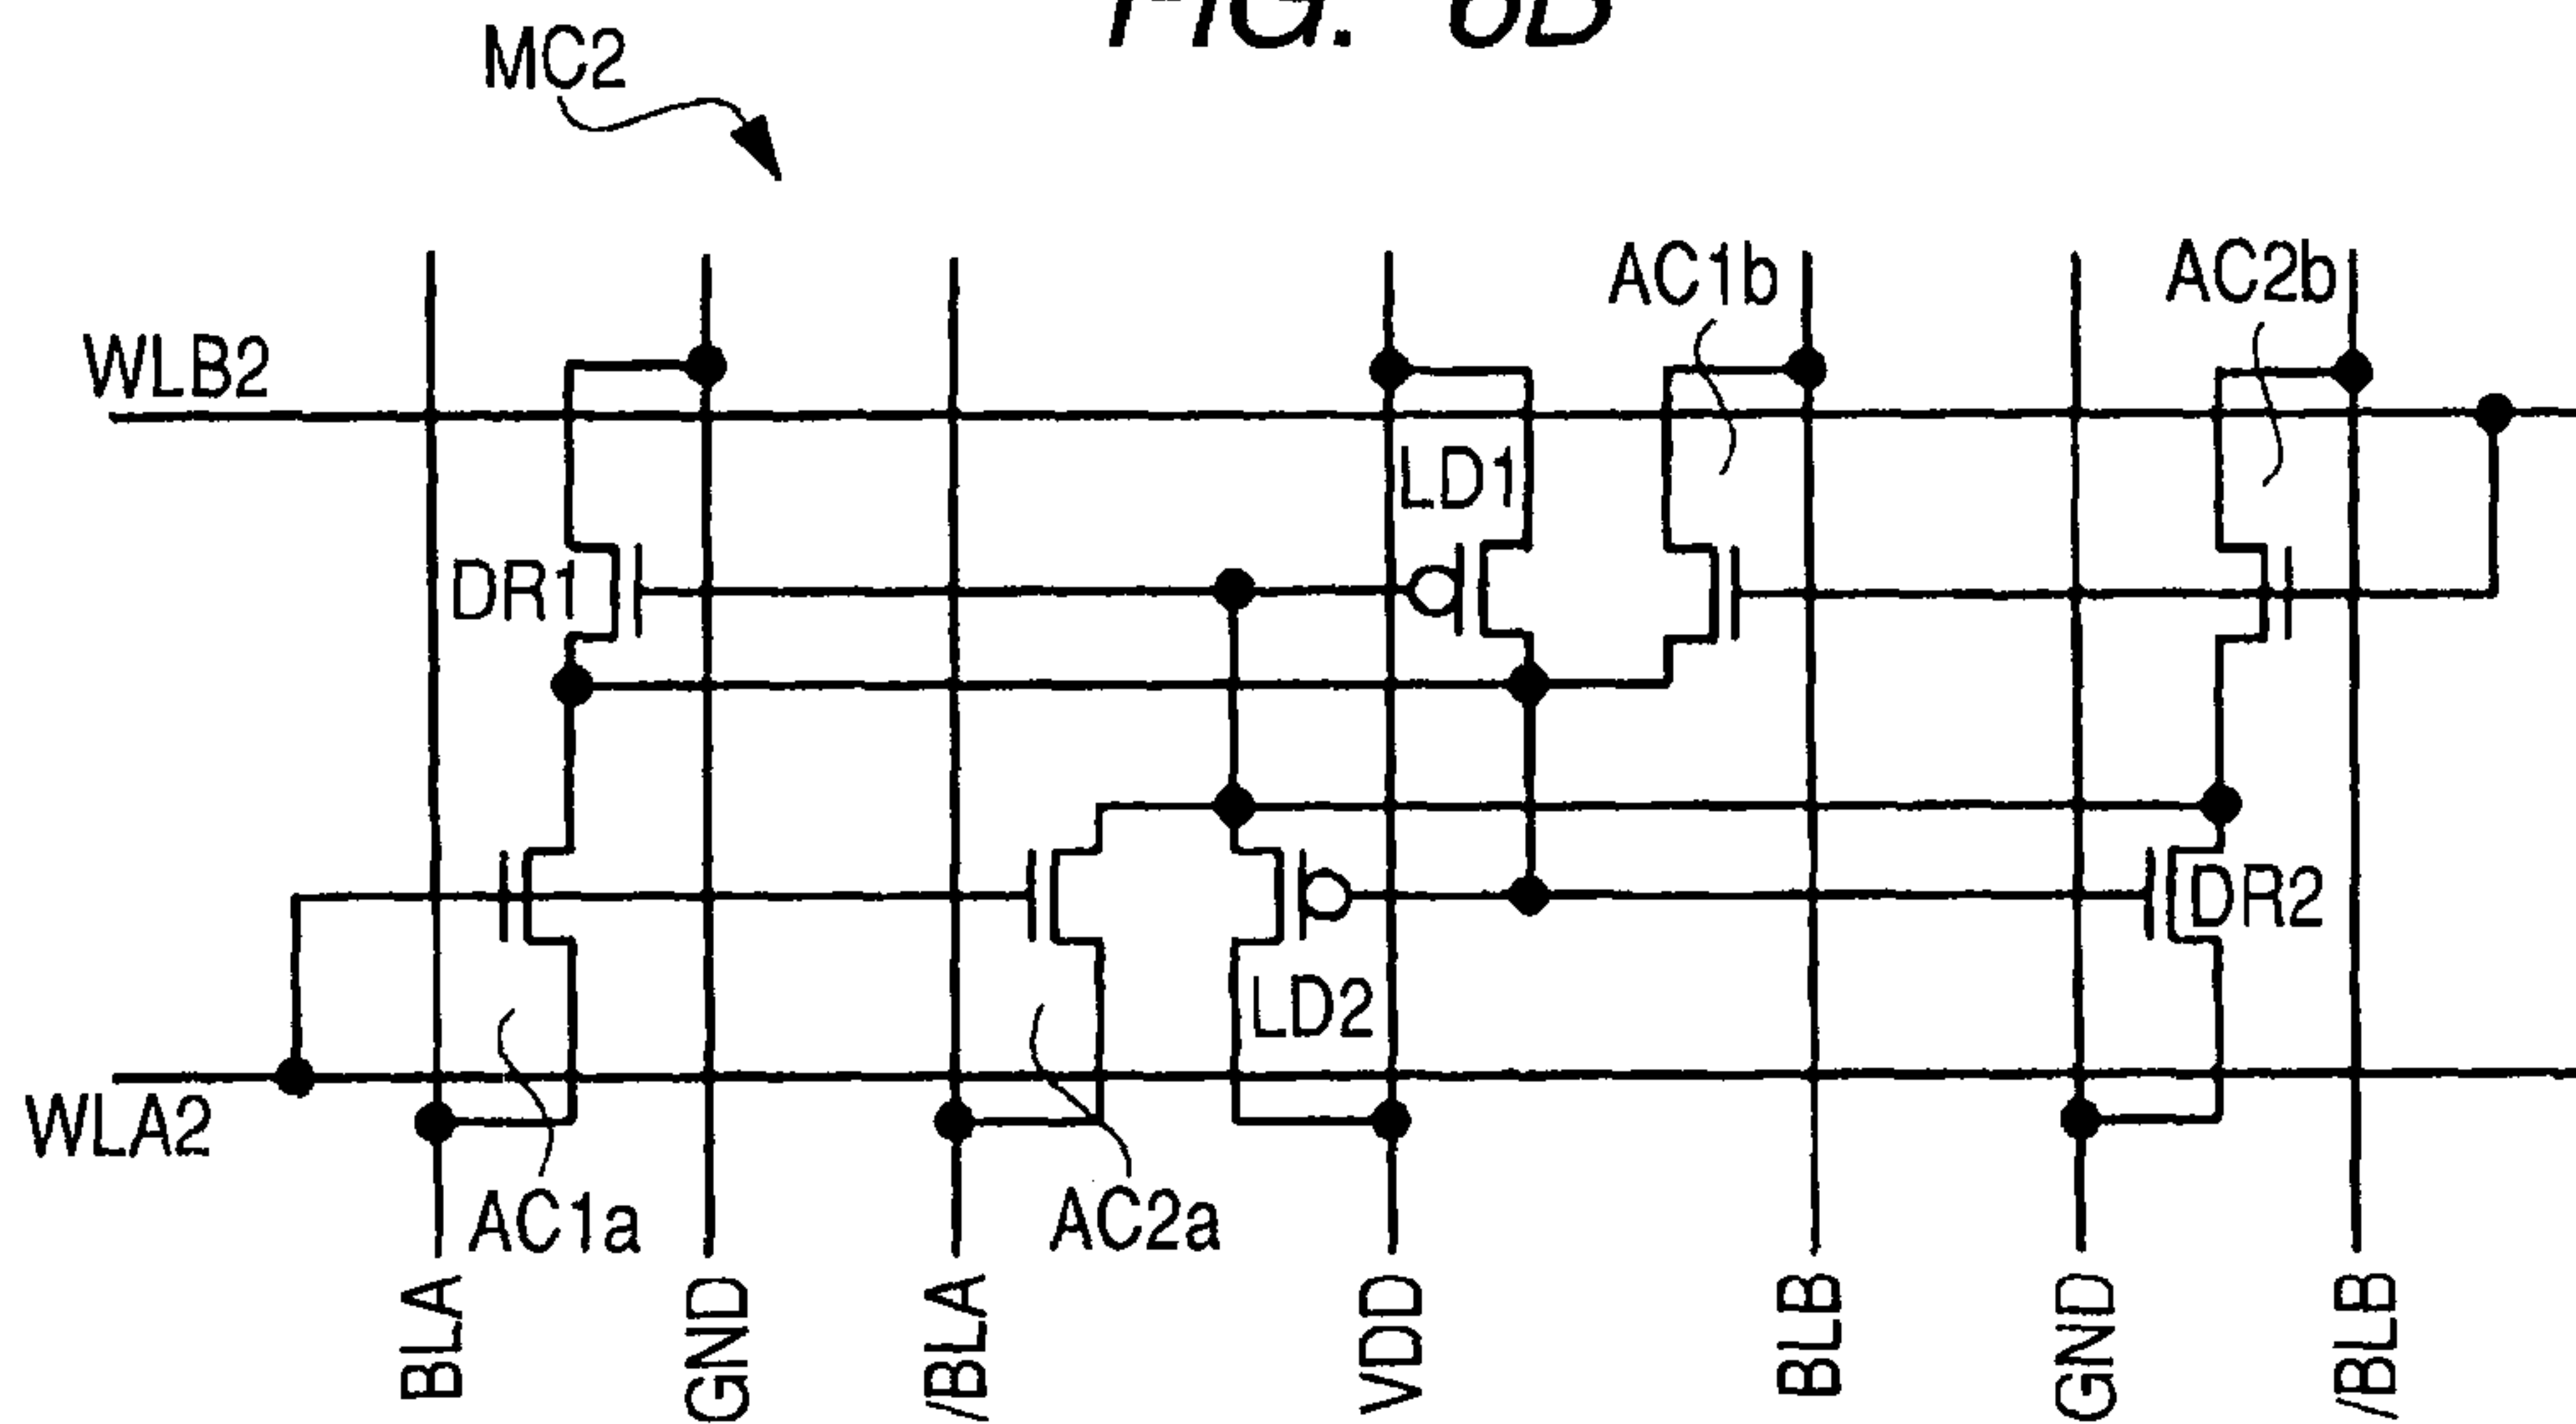 MC2
AC1b
AC2b
WLB2
LD1
DR1
DR2
LD2
WLA2
AC1a
AC2a
BLA
GND
/BLA
VDD
BLB
GND
/BLB